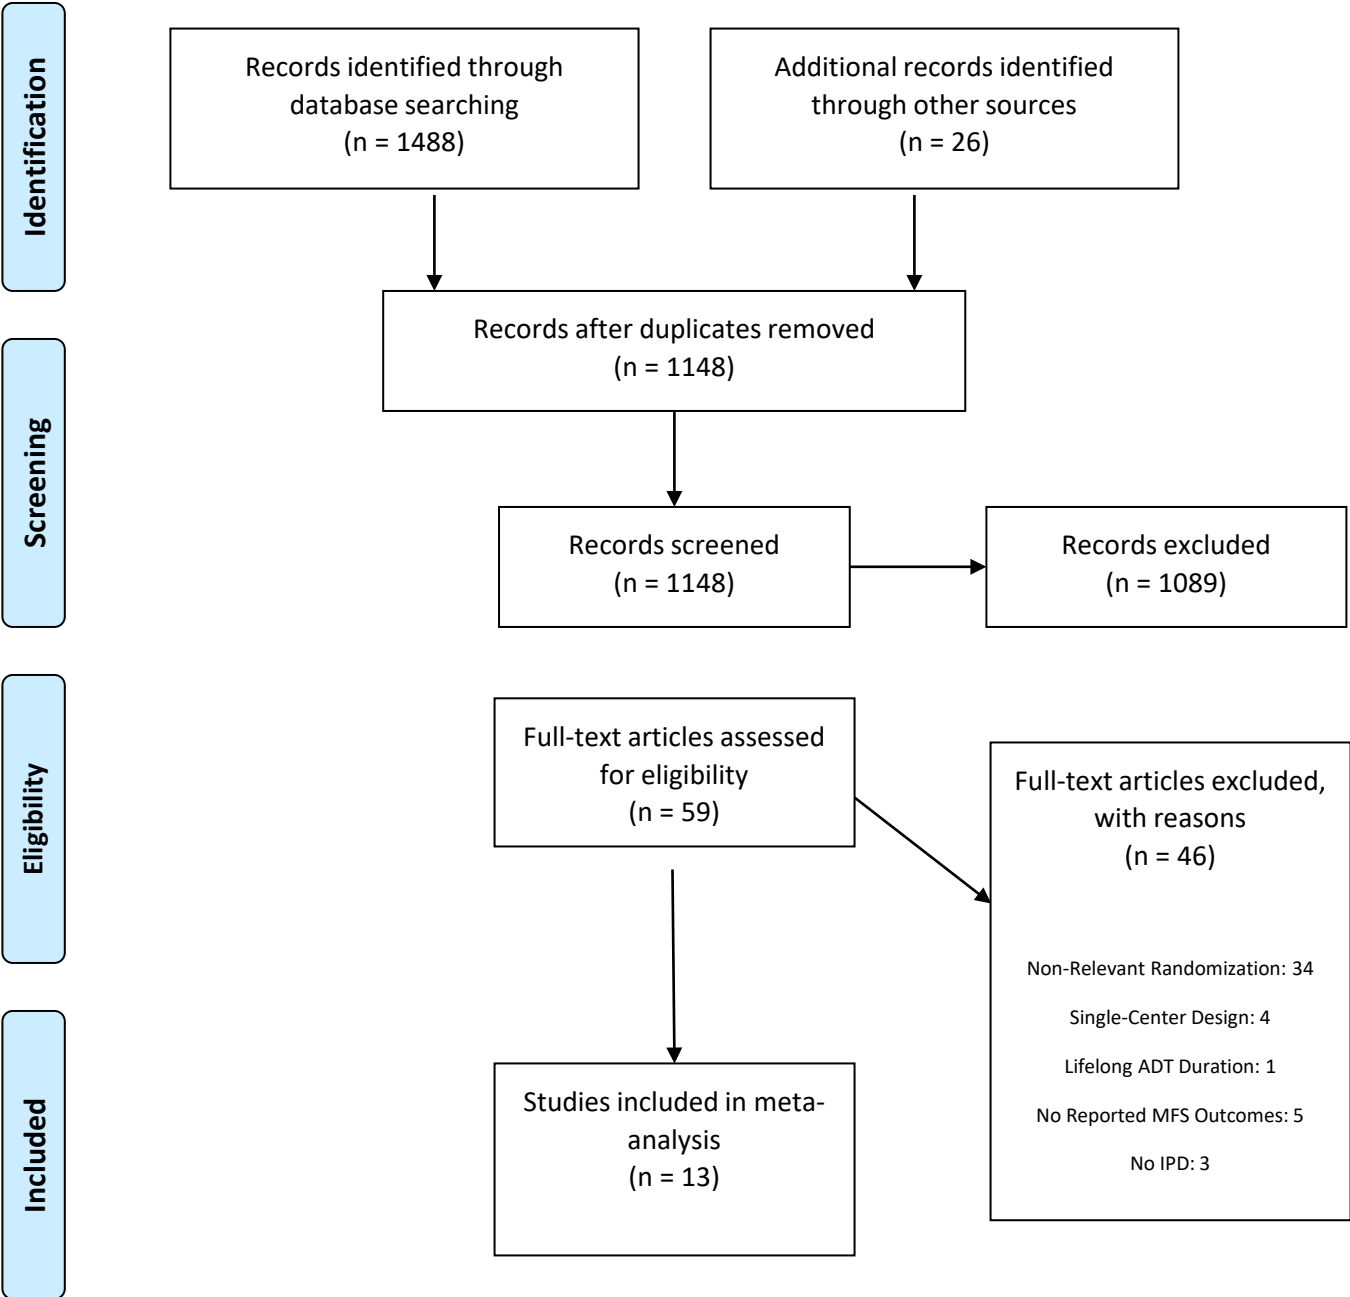 Identification
Records identified through
database searching
(n = 1488)
Additional records identified
through other sources
(n = 26)
Records after duplicates removed
(n = 1148)
Screening
Records screened
(n = 1148)
Records excluded
(n = 1089)
Eligibility
Full-text articles assessed
for eligibility
(n = 59)
Full-text articles excluded,
with reasons
(n = 46)
Non-Relevant Randomization: 34
Single-Center Design: 4
Lifelong ADT Duration: 1
No Reported MFS Outcomes: 5
No IPD: 3
Included
Studies included in meta-
analysis
(n = 13)